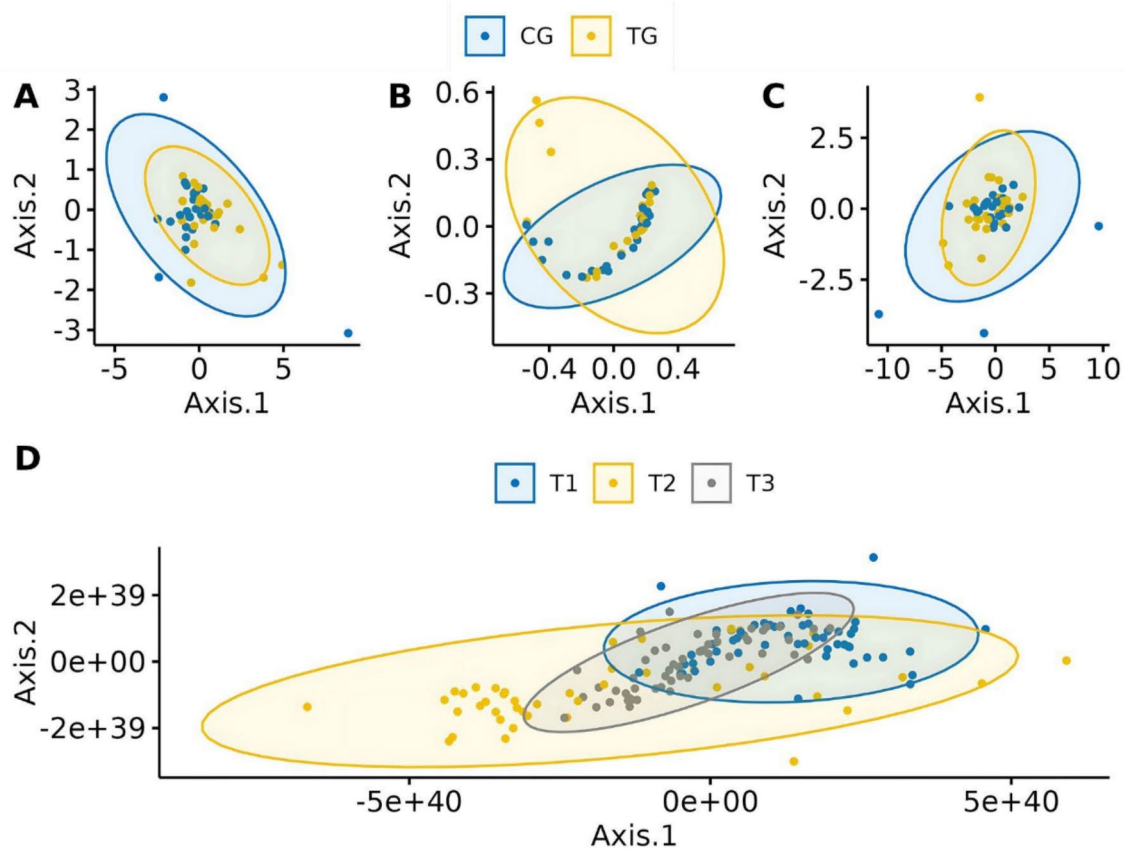 CG TG
A B C
3
2
1
0
-1
-2
-3
Axis.2
-5 0 5
Axis.1
0.6
0.3
0.0
-0.3
Axis.2
-0.4 0.0 0.4
Axis.1
2.5
0.0
-2.5
Axis.2
-10 -5 0 5 10
Axis.1
D
T1 T2 T3
2e+39
0e+00
-2e+39
Axis.2
-5e+40 0e+00 5e+40
Axis.1